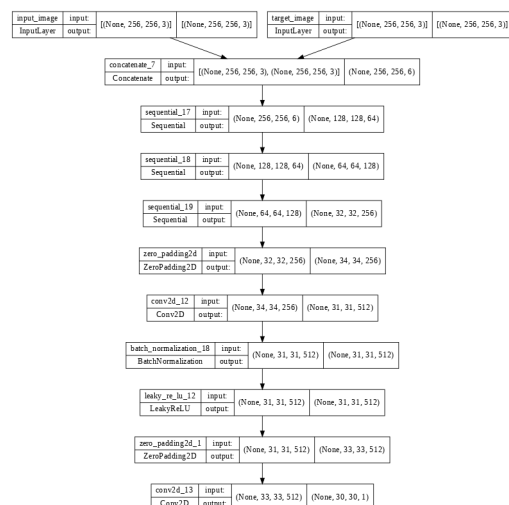 input_image input: [(None, 256, 256, 3)] [(None, 256, 256, 3)]
InputLayer output:
target_image input: [(None, 256, 256, 3)] [(None, 256, 256, 3)]
InputLayer output:
concatenate_7 input: [(None, 256, 256, 3), (None, 256, 256, 3)] (None, 256, 256, 6)
Concatenate output:
sequential_17 input: (None, 256, 256, 6) (None, 128, 128, 64)
Sequential output:
sequential_18 input: (None, 128, 128, 64) (None, 64, 64, 128)
Sequential output:
sequential_19 input: (None, 64, 64, 128) (None, 32, 32, 256)
Sequential output:
zero_padding2d input: (None, 32, 32, 256) (None, 34, 34, 256)
ZeroPadding2D output:
conv2d_12 input: (None, 34, 34, 256) (None, 31, 31, 512)
Conv2D output:
batch_normalization_18 input: (None, 31, 31, 512) (None, 31, 31, 512)
BatchNormalization output:
leaky_re_lu_12 input: (None, 31, 31, 512) (None, 31, 31, 512)
LeakyReLU output:
zero_padding2d_1 input: (None, 31, 31, 512) (None, 33, 33, 512)
ZeroPadding2D output:
conv2d_13 input: (None, 33, 33, 512) (None, 30, 30, 1)
Conv2D output: